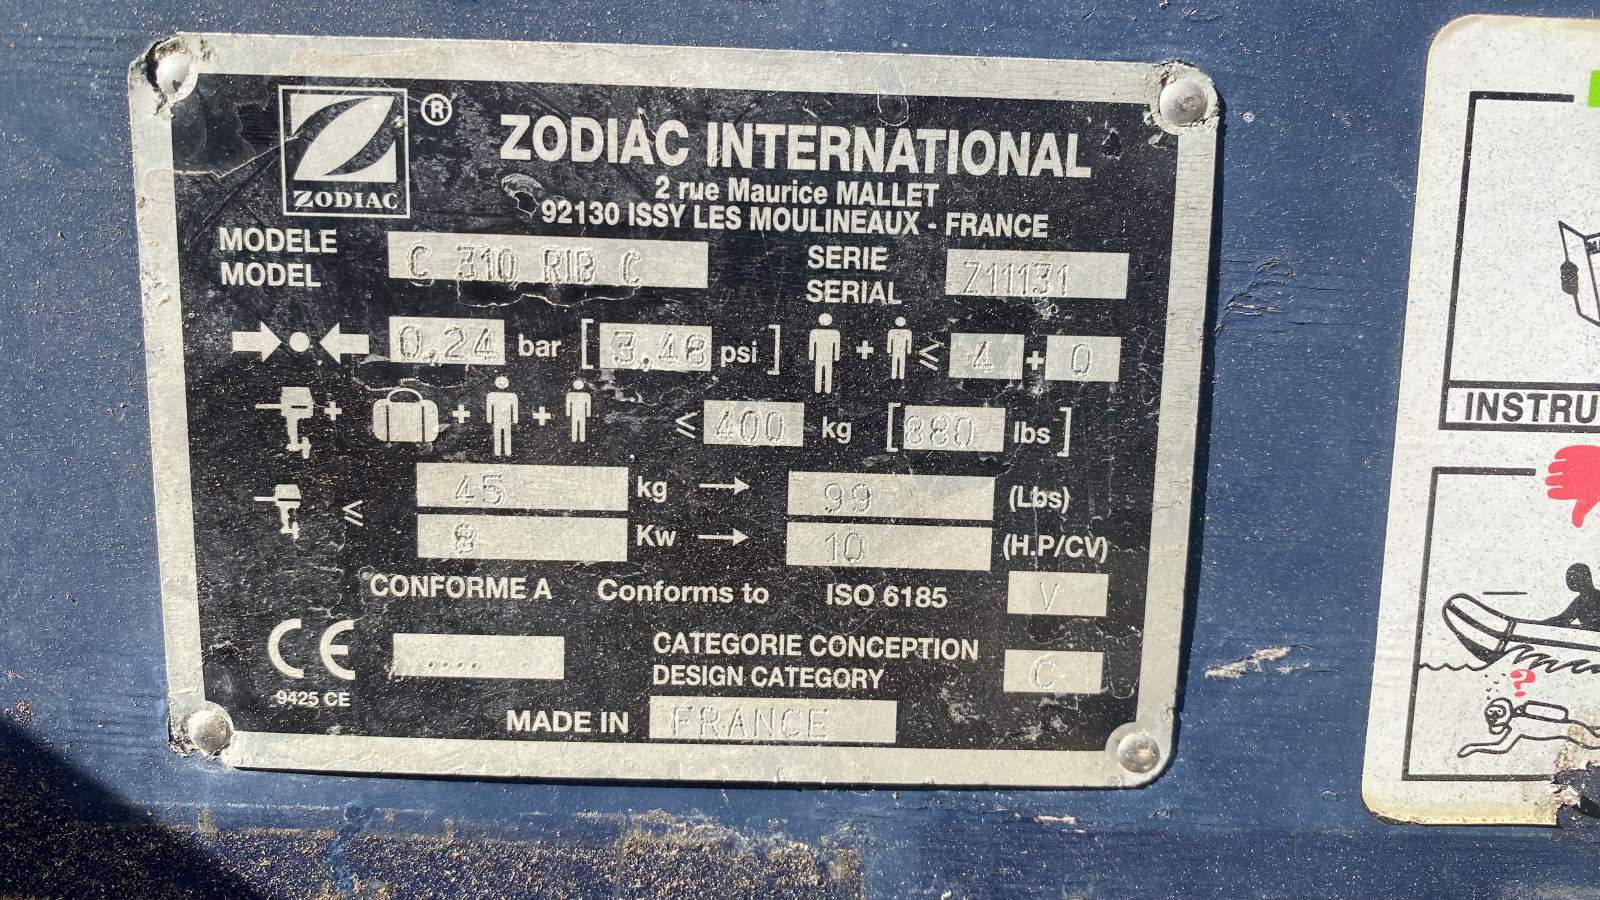 ZODIAC
®
ZODIAC INTERNATIONAL
2 rue Maurice MALLET
92130 ISSY LES MOULINEAUX - FRANCE
MODELE
MODEL
C 310 RIB C
SERIE
SERIAL
Z11131
0,24 bar [3,48 psi]
+ ≤ 4 + 0
+ + + ≤ 400 kg [880 lbs]
≤ 45 kg → 99 (Lbs)
8 Kw → 10 (H.P/CV)
CONFORME A Conforms to ISO 6185 V
CE
.... .
9425 CE
CATEGORIE CONCEPTION
DESIGN CATEGORY
C
MADE IN FRANCE
INSTRU
?